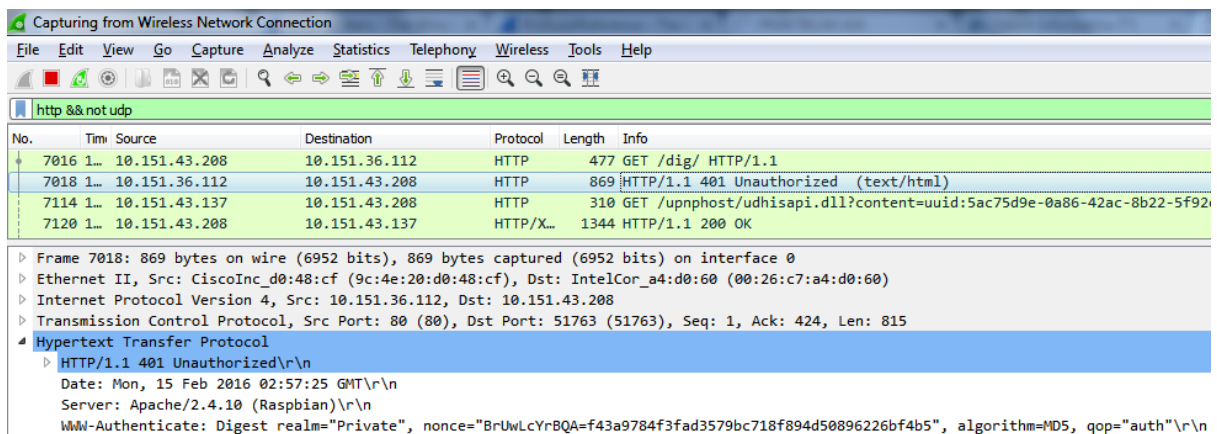 Capturing from Wireless Network Connection
File Edit View Go Capture Analyze Statistics Telephony Wireless Tools Help
http && not udp
No. Time Source Destination Protocol Length Info
7016 1… 10.151.43.208 10.151.36.112 HTTP 477 GET /dig/ HTTP/1.1
7018 1… 10.151.36.112 10.151.43.208 HTTP 869 HTTP/1.1 401 Unauthorized (text/html)
7114 1… 10.151.43.137 10.151.43.208 HTTP 310 GET /upnphost/udhisapi.dll?content=uuid:5ac75d9e-0a86-42ac-8b22-5f92
7120 1… 10.151.43.208 10.151.43.137 HTTP/X… 1344 HTTP/1.1 200 OK
Frame 7018: 869 bytes on wire (6952 bits), 869 bytes captured (6952 bits) on interface 0
Ethernet II, Src: CiscoInc_d0:48:cf (9c:4e:20:d0:48:cf), Dst: IntelCor_a4:d0:60 (00:26:c7:a4:d0:60)
Internet Protocol Version 4, Src: 10.151.36.112, Dst: 10.151.43.208
Transmission Control Protocol, Src Port: 80 (80), Dst Port: 51763 (51763), Seq: 1, Ack: 424, Len: 815
Hypertext Transfer Protocol
HTTP/1.1 401 Unauthorized\r\n
Date: Mon, 15 Feb 2016 02:57:25 GMT\r\n
Server: Apache/2.4.10 (Raspbian)\r\n
WWW-Authenticate: Digest realm="Private", nonce="BrUwLcYrBQA=f43a9784f3fad3579bc718f894d50896226bf4b5", algorithm=MD5, qop="auth"\r\n